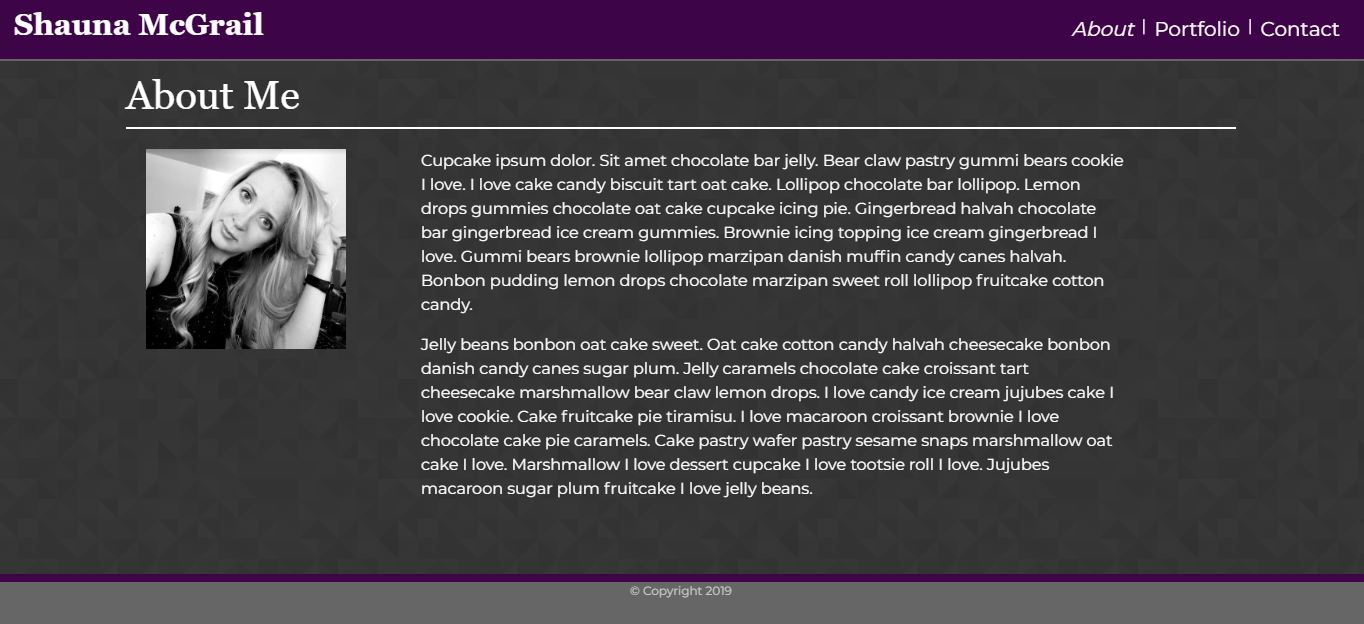 Shauna McGrail
About | Portfolio | Contact
About Me
Cupcake ipsum dolor. Sit amet chocolate bar jelly. Bear claw pastry gummi bears cookie
I love. I love cake candy biscuit tart oat cake. Lollipop chocolate bar lollipop. Lemon
drops gummies chocolate oat cake cupcake icing pie. Gingerbread halvah chocolate
bar gingerbread ice cream gummies. Brownie icing topping ice cream gingerbread I
love. Gummi bears brownie lollipop marzipan danish muffin candy canes halvah.
Bonbon pudding lemon drops chocolate marzipan sweet roll lollipop fruitcake cotton
candy.
Jelly beans bonbon oat cake sweet. Oat cake cotton candy halvah cheesecake bonbon
danish candy canes sugar plum. Jelly caramels chocolate cake croissant tart
cheesecake marshmallow bear claw lemon drops. I love candy ice cream jujubes cake I
love cookie. Cake fruitcake pie tiramisu. I love macaroon croissant brownie I love
chocolate cake pie caramels. Cake pastry wafer pastry sesame snaps marshmallow oat
cake I love. Marshmallow I love dessert cupcake I love tootsie roll I love. Jujubes
macaroon sugar plum fruitcake I love jelly beans.
© Copyright 2019